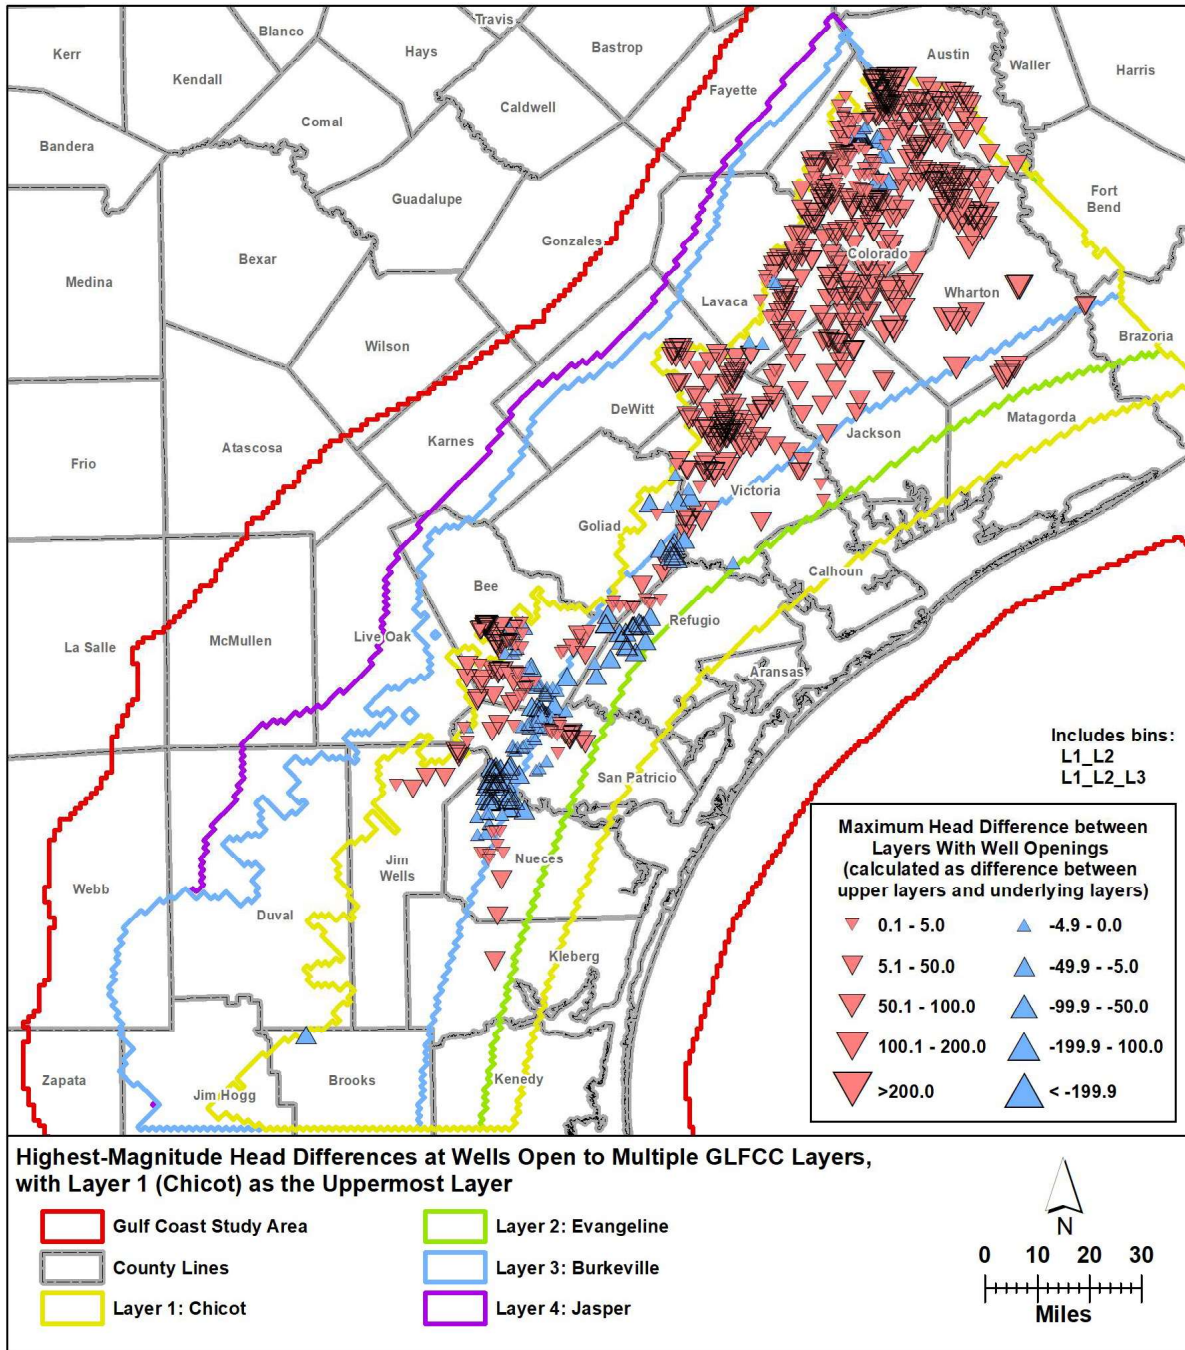 Travis
Blanco
Bastrop
Hays
Kerr
Austin
Waller
Harris
Kendall
Fayette
Caldwell
Comal
Bandera
Guadalupe
Fort
Bend
Gonzales
Bexar
Colorado
Medina
Lavaca
Wharton
Wilson
Brazoria
DeWitt
Matagorda
Karnes
Jackson
Atascosa
Frio
Victoria
Goliad
Calhoun
Bee
Refugio
Live Oak
McMullen
La Salle
Aransas
San Patricio
Nueces
Jim
Wells
Webb
Duval
Kleberg
Zapata
Brooks
Kenedy
Jim Hogg
Includes bins:
L1_L2
L1_L2_L3
Maximum Head Difference between
Layers With Well Openings
(calculated as difference between
upper layers and underlying layers)
0.1 - 5.0
-4.9 - 0.0
5.1 - 50.0
-49.9 - -5.0
50.1 - 100.0
-99.9 - -50.0
100.1 - 200.0
-199.9 - -100.0
>200.0
< -199.9
Highest-Magnitude Head Differences at Wells Open to Multiple GLFCC Layers,
with Layer 1 (Chicot) as the Uppermost Layer
Gulf Coast Study Area
Layer 2: Evangeline
County Lines
Layer 3: Burkeville
Layer 1: Chicot
Layer 4: Jasper
N
0 10 20 30
Miles